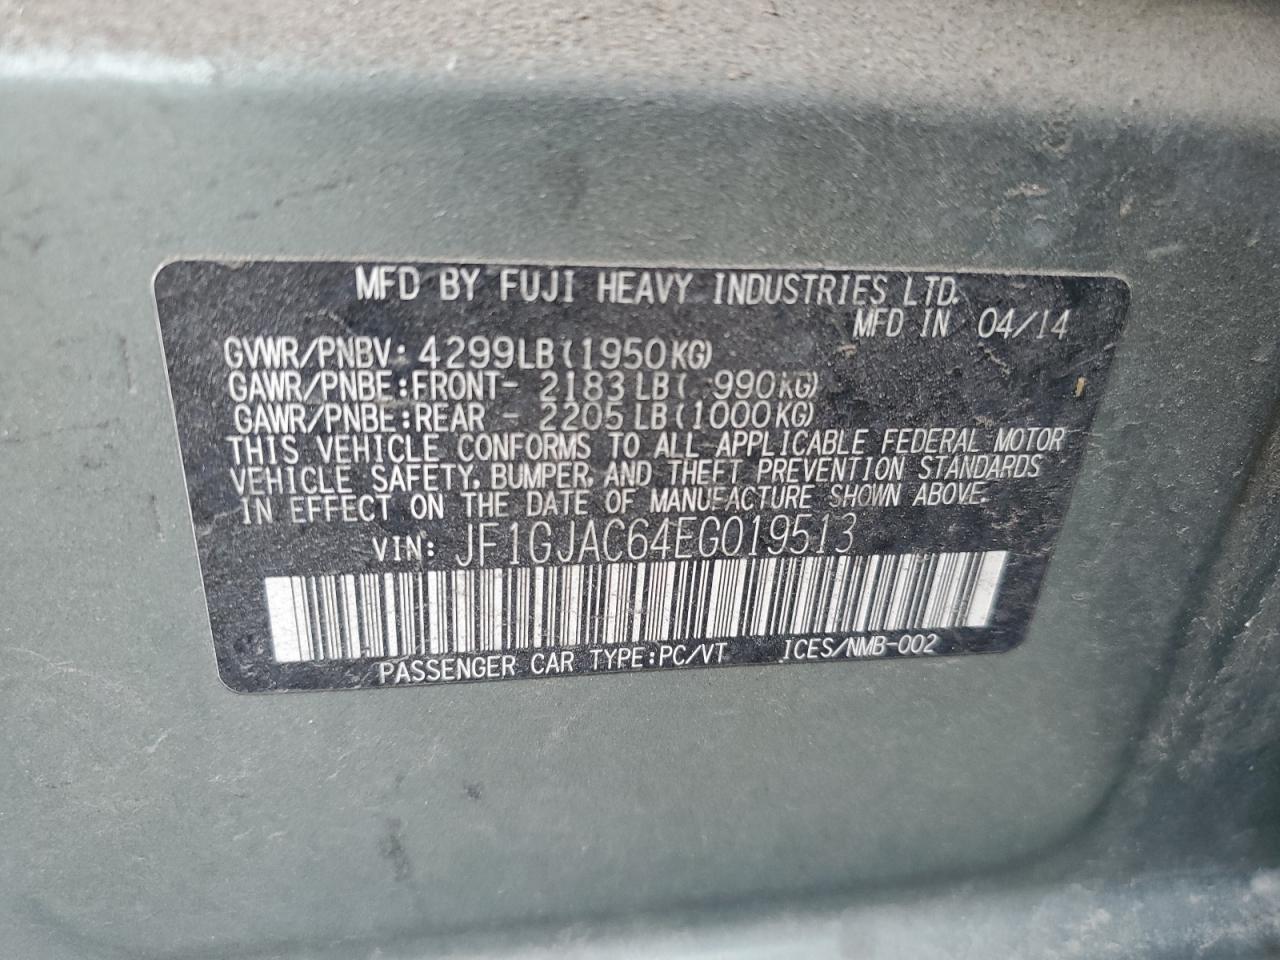 MFD BY FUJI HEAVY INDUSTRIES LTD.
MFD IN 04/14
GVWR/PNBV: 4299LB(1950KG)
GAWR/PNBE:FRONT- 2183LB( 990KG)
GAWR/PNBE:REAR - 2205LB(1000KG)
THIS VEHICLE CONFORMS TO ALL APPLICABLE FEDERAL MOTOR
VEHICLE SAFETY, BUMPER, AND THEFT PREVENTION STANDARDS
IN EFFECT ON THE DATE OF MANUFACTURE SHOWN ABOVE.
VIN: JF1GJAC64EG019513
PASSENGER CAR TYPE:PC/VT ICES/NMB-002